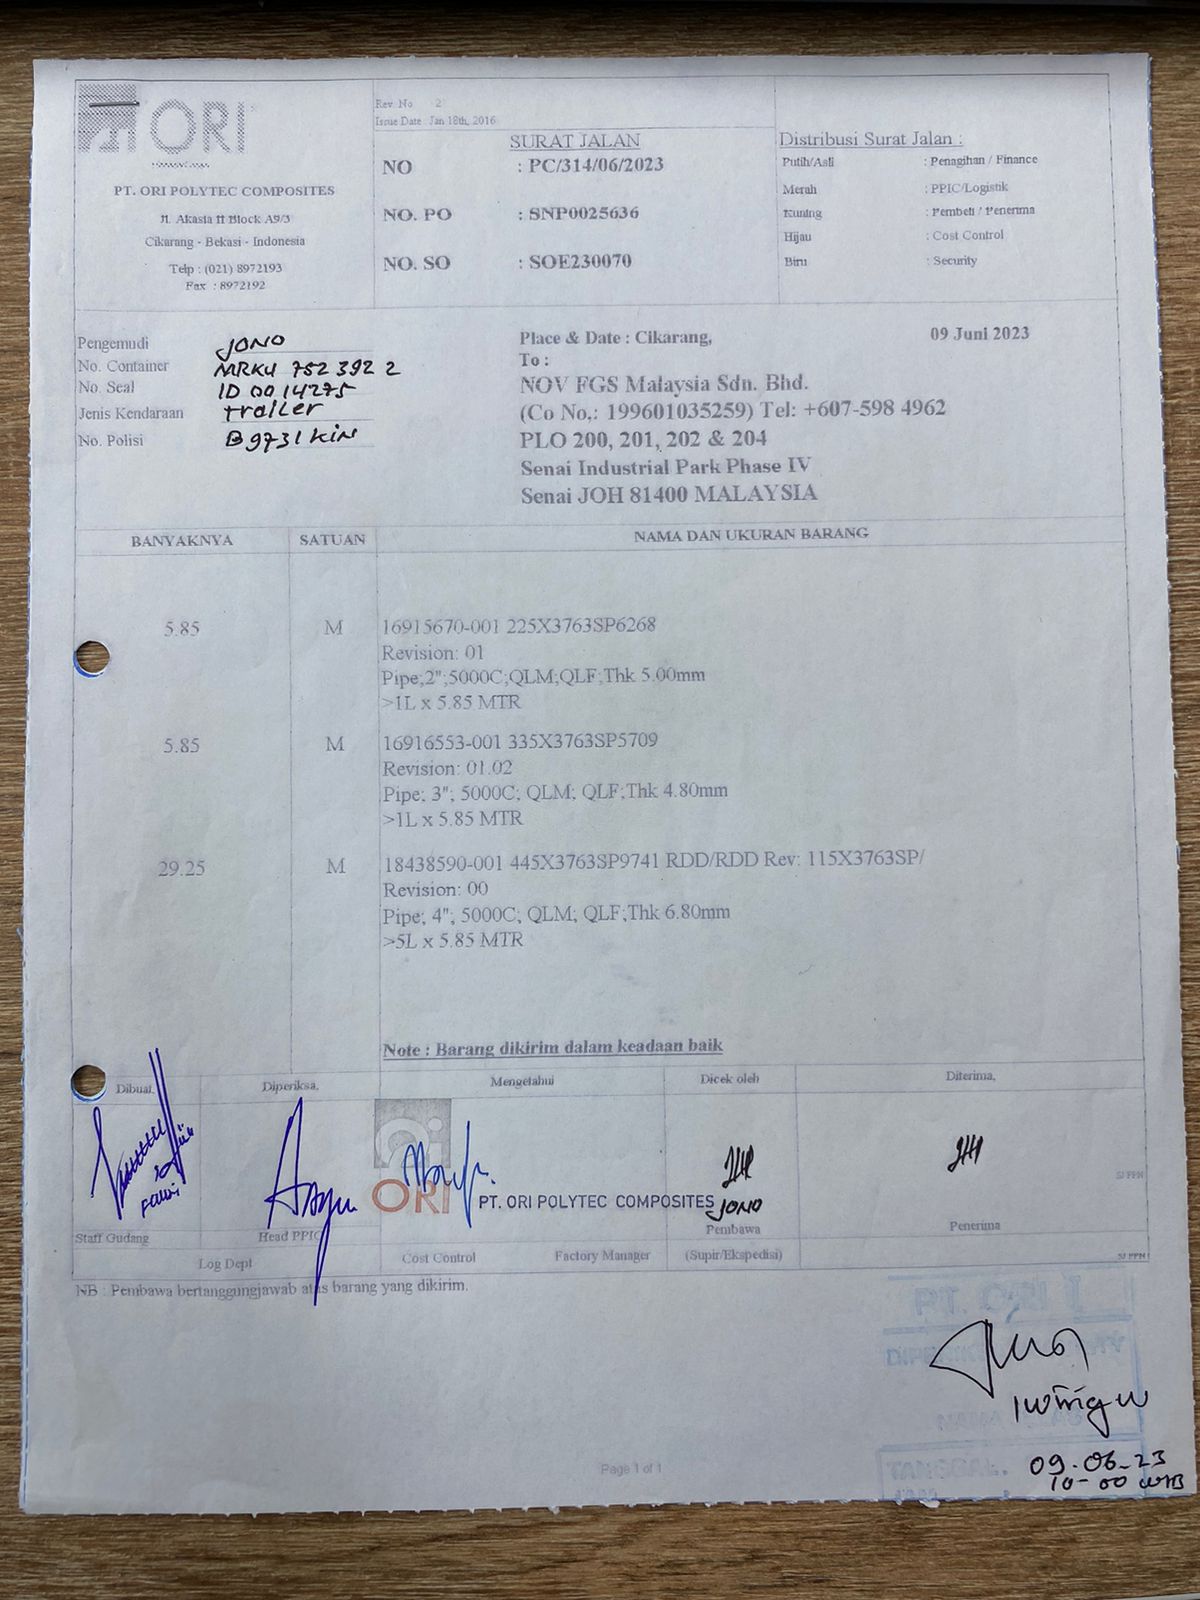 ORI
PT. ORI POLYTEC COMPOSITES
Jl. Akasia II Block A9/3
Cikarang - Bekasi - Indonesia
Telp : (021) 8972193
Fax : 8972192
Rev. No 2
Issue Date : Jan 18th, 2016
SURAT JALAN
NO : PC/314/06/2023
NO. PO : SNP0025636
NO. SO : SOE230070
Distribusi Surat Jalan :
Putih/Asli : Penagihan / Finance
Merah : PPIC/Logistik
Kuning : Pembeli / Penerima
Hijau : Cost Control
Biru : Security
Pengemudi JONO
No. Container MRKU 752 392 2
No. Seal ID 0014275
Jenis Kendaraan trailer
No. Polisi B 9731 KIN
Place & Date : Cikarang, 09 Juni 2023
To :
NOV FGS Malaysia Sdn. Bhd.
(Co No,: 199601035259) Tel: +607-598 4962
PLO 200, 201, 202 & 204
Senai Industrial Park Phase IV
Senai JOH 81400 MALAYSIA
BANYAKNYA SATUAN NAMA DAN UKURAN BARANG
5.85 M 16915670-001 225X3763SP6268
Revision: 01
Pipe;2";5000C;QLM;QLF;Thk 5.00mm
>1L x 5.85 MTR
5.85 M 16916553-001 335X3763SP5709
Revision: 01.02
Pipe; 3"; 5000C; QLM; QLF;Thk 4.80mm
>1L x 5.85 MTR
29.25 M 18438590-001 445X3763SP9741 RDD/RDD Rev: 115X3763SP/
Revision: 00
Pipe; 4"; 5000C; QLM; QLF;Thk 6.80mm
>5L x 5.85 MTR
Note : Barang dikirim dalam keadaan baik
Dibuat, Diperiksa, Mengetahui Dicek oleh Diterima,
ORI PT. ORI POLYTEC COMPOSITES
JONO
Staff Gudang Head PPIC Pembawa Penerima
SJ PPN
Log Dept Cost Control Factory Manager (Supir/Ekspedisi) SJ PPN
NB : Pembawa bertanggungjawab atas barang yang dikirim.
PT. ORI
TANGGAL. 09.06.23
10-00 WIB
Page 1 of 1